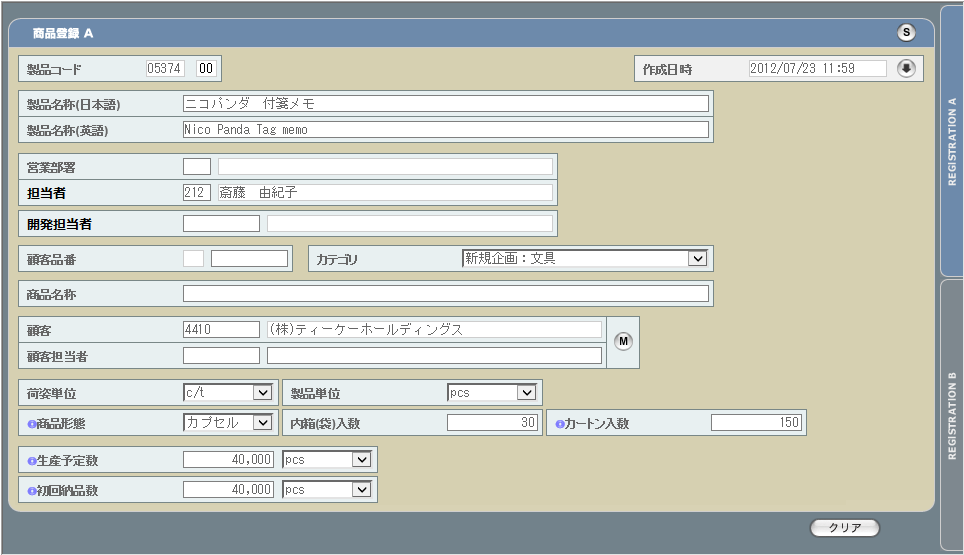 商品登録 A
S
製品コード 05374 00
作成日時 2012/07/23 11:59
製品名称(日本語) ニコパンダ 付箋メモ
製品名称(英語) Nico Panda Tag memo
営業部署
担当者 212 斎藤 由紀子
開発担当者
顧客品番
カテゴリ 新規企画：文具
商品名称
顧客 4410 (株)ティーケーホールディングス
M
顧客担当者
荷姿単位 c/t
製品単位 pcs
商品形態 カプセル
内箱(袋)入数 30
カートン入数 150
生産予定数 40,000 pcs
初回納品数 40,000 pcs
クリア
REGISTRATION A
REGISTRATION B